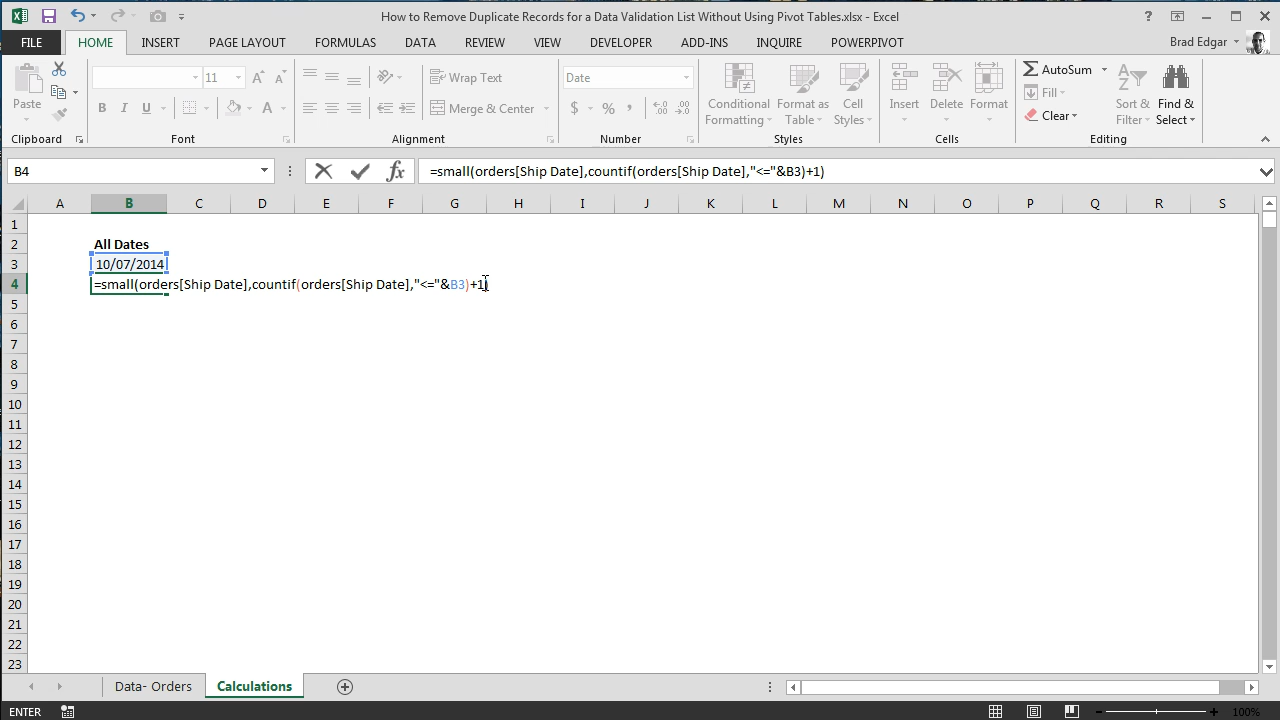 How to Remove Duplicate Records for a Data Validation List Without Using Pivot Tables.xlsx - Excel
FILE HOME INSERT PAGE LAYOUT FORMULAS DATA REVIEW VIEW DEVELOPER ADD-INS INQUIRE POWERPIVOT Brad Edgar
Paste
11
B I U A
Wrap Text
Merge & Center
Date
$ % ,
Conditional Formatting
Format as Table
Cell Styles
Insert
Delete
Format
AutoSum
Fill
Clear
Sort & Filter
Find & Select
Clipboard Font Alignment Number Styles Cells Editing
B4 fx =small(orders[Ship Date],countif(orders[Ship Date],"<="&B3)+1)
A B C D E F G H I J K L M N O P Q R S
1
2 All Dates
3 10/07/2014
4 =small(orders[Ship Date],countif(orders[Ship Date],"<="&B3)+1)
5
6
7
8
9
10
11
12
13
14
15
16
17
18
19
20
21
22
23
Data- Orders Calculations
ENTER 100%